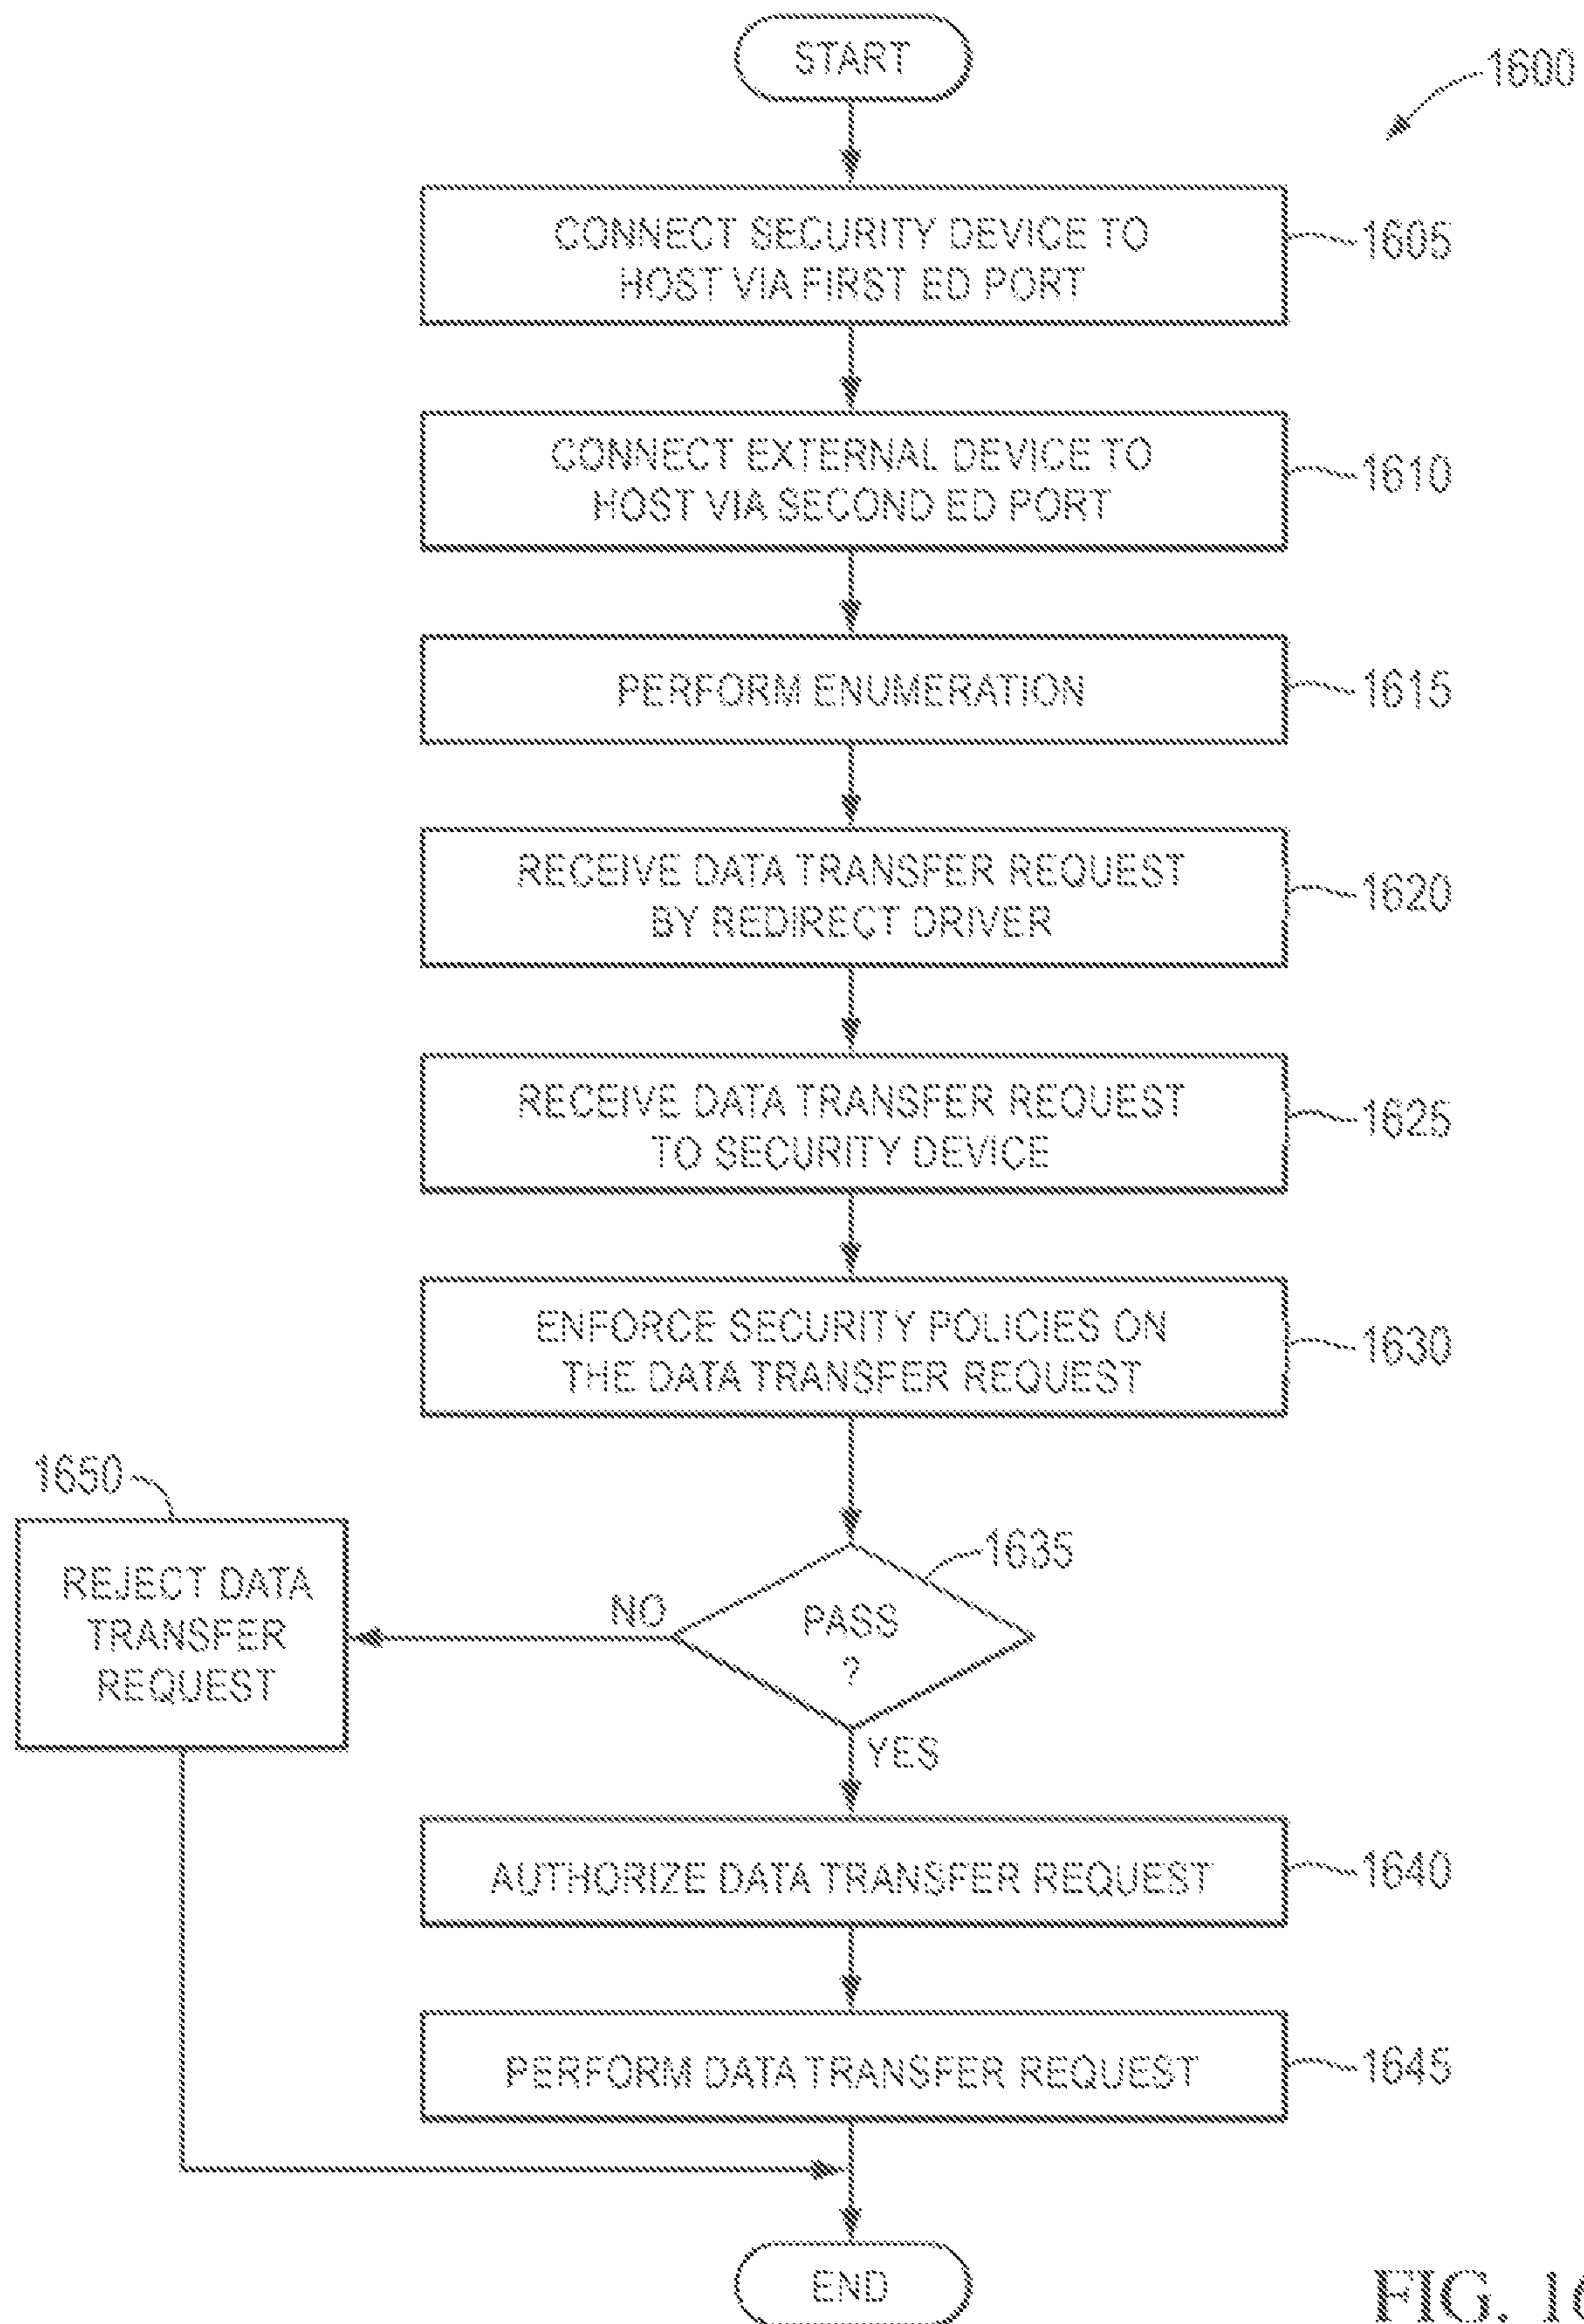 START
1600
CONNECT SECURITY DEVICE TO
HOST VIA FIRST ED PORT
1605
CONNECT EXTERNAL DEVICE TO
HOST VIA SECOND ED PORT
1610
PERFORM ENUMERATION
1615
RECEIVE DATA TRANSFER REQUEST
BY REDIRECT DRIVER
1620
RECEIVE DATA TRANSFER REQUEST
TO SECURITY DEVICE
1625
ENFORCE SECURITY POLICIES ON
THE DATA TRANSFER REQUEST
1630
1650
REJECT DATA
TRANSFER
REQUEST
NO
PASS
?
1635
YES
AUTHORIZE DATA TRANSFER REQUEST
1640
PERFORM DATA TRANSFER REQUEST
1645
END
FIG. 16